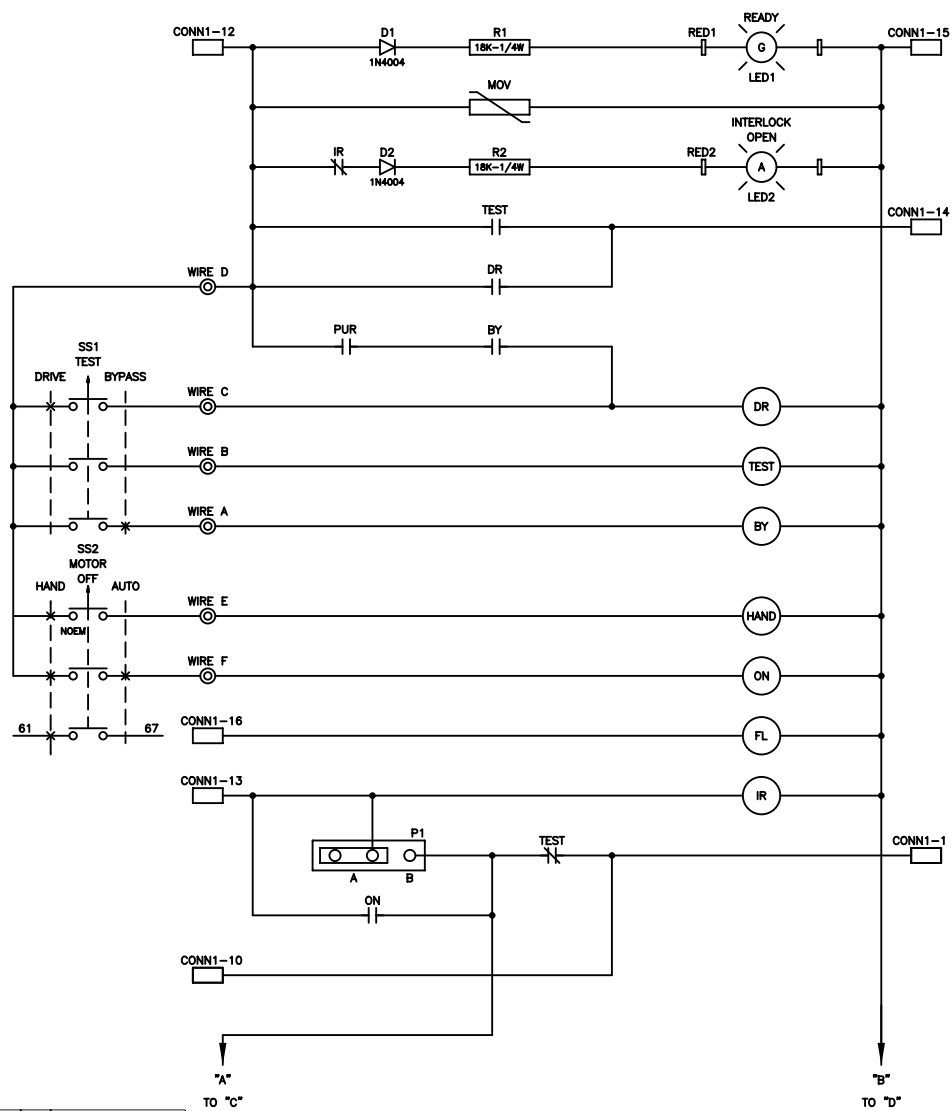 CONN1-12
D1
1N4004
R1
18K-1/4W
RED1
READY
G
LED1
CONN1-15
MOV
IR
D2
1N4004
R2
18K-1/4W
RED2
INTERLOCK
OPEN
A
LED2
TEST
CONN1-14
WIRE D
DR
PUR
BY
SS1
TEST
DRIVE
BYPASS
WIRE C
DR
WIRE B
TEST
WIRE A
BY
SS2
MOTOR
OFF
HAND
AUTO
NOEM
WIRE E
HAND
WIRE F
ON
61
67
CONN1-16
FL
CONN1-13
IR
P1
A
B
TEST
CONN1-1
ON
CONN1-10
"A"
TO "C"
"B"
TO "D"